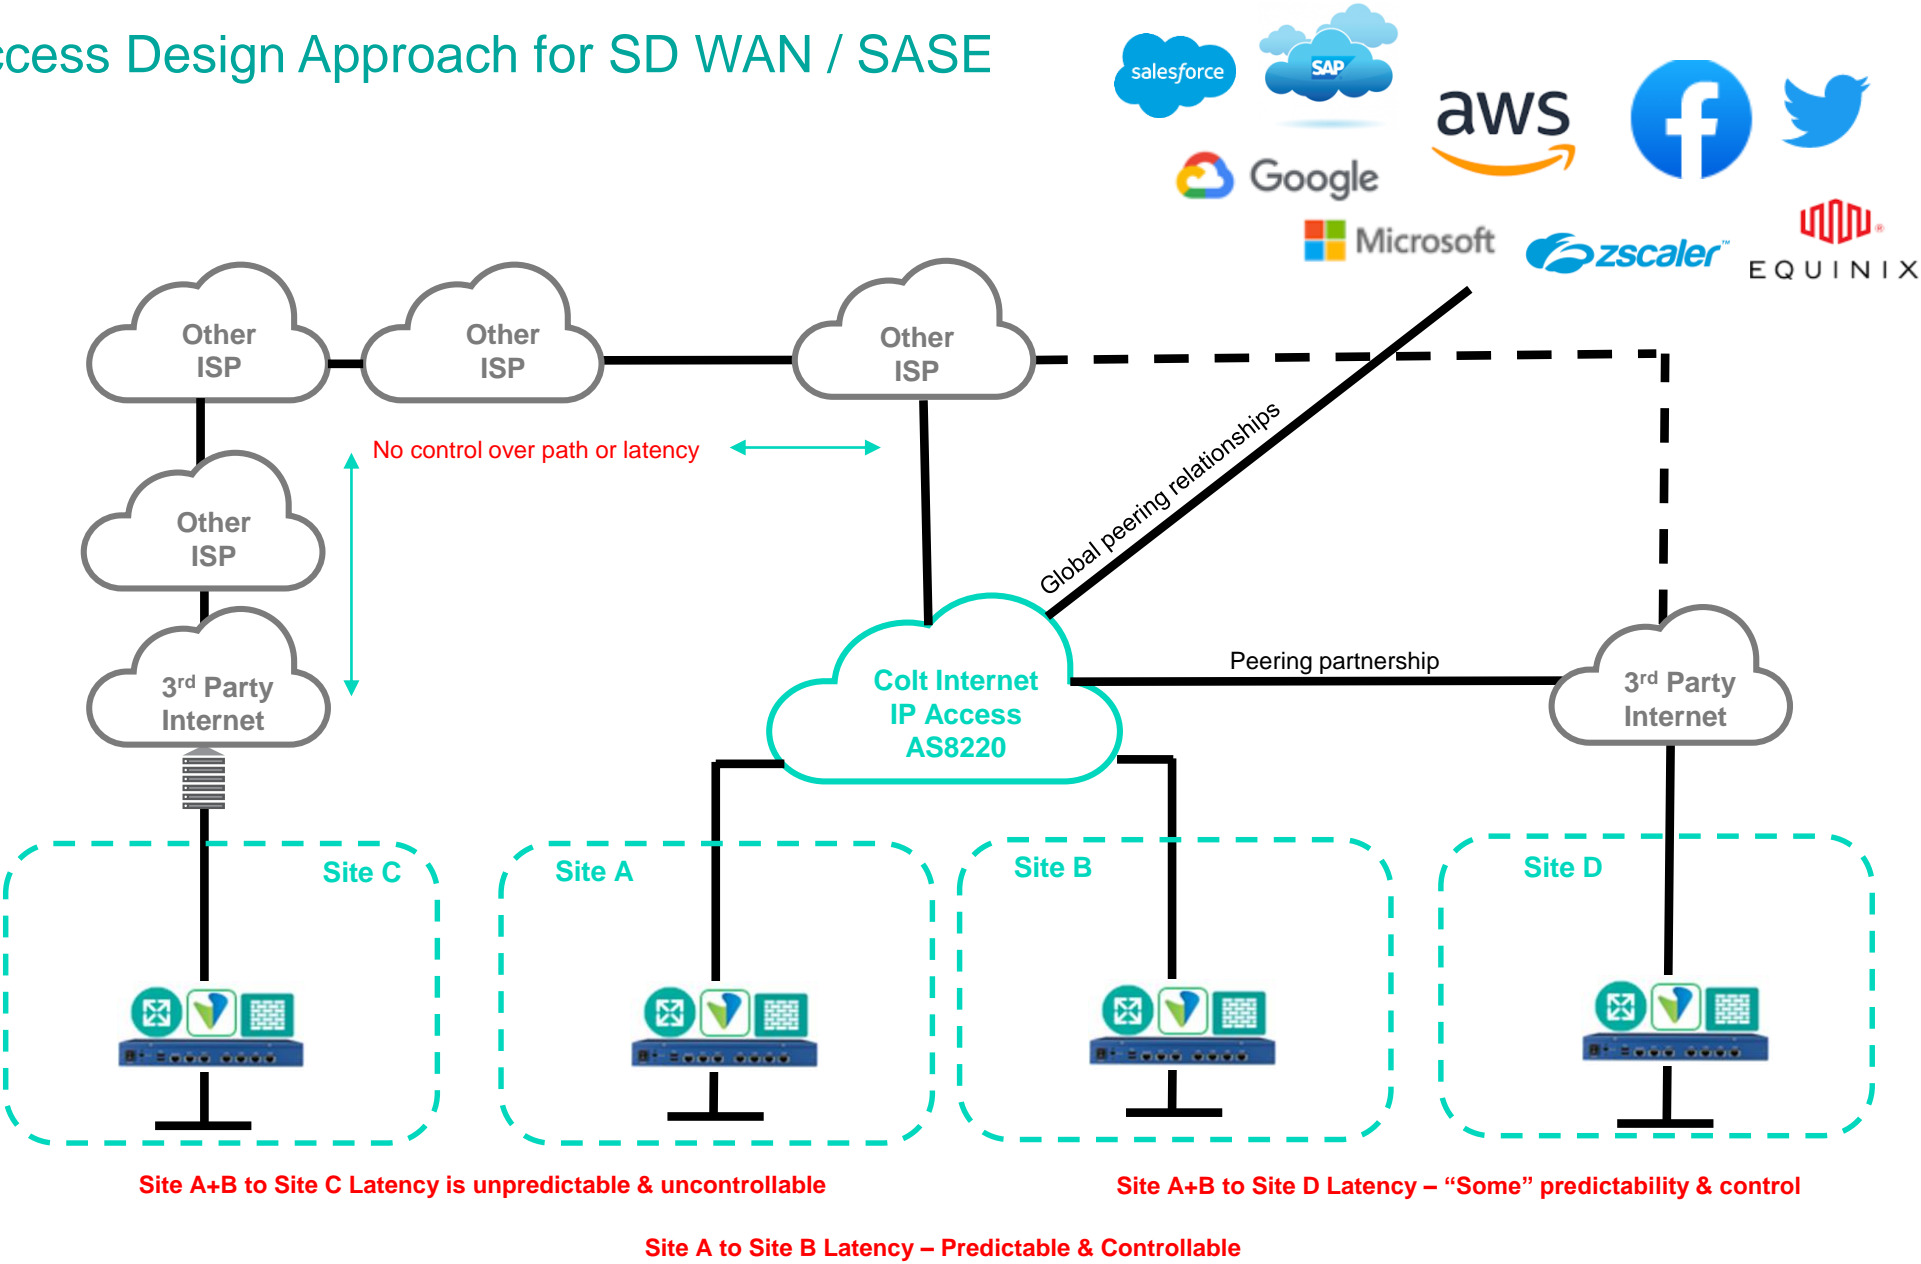 ccess Design Approach for SD WAN / SASE
salesforce
SAP
aws
Google
Microsoft
zscaler™
EQUINIX
Other
ISP
Other
ISP
Other
ISP
No control over path or latency
Other
ISP
Global peering relationships
3rd Party
Internet
Colt Internet
IP Access
AS8220
Peering partnership
3rd Party
Internet
Site C
Site A
Site B
Site D
Site A+B to Site C Latency is unpredictable & uncontrollable
Site A+B to Site D Latency – “Some” predictability & control
Site A to Site B Latency – Predictable & Controllable